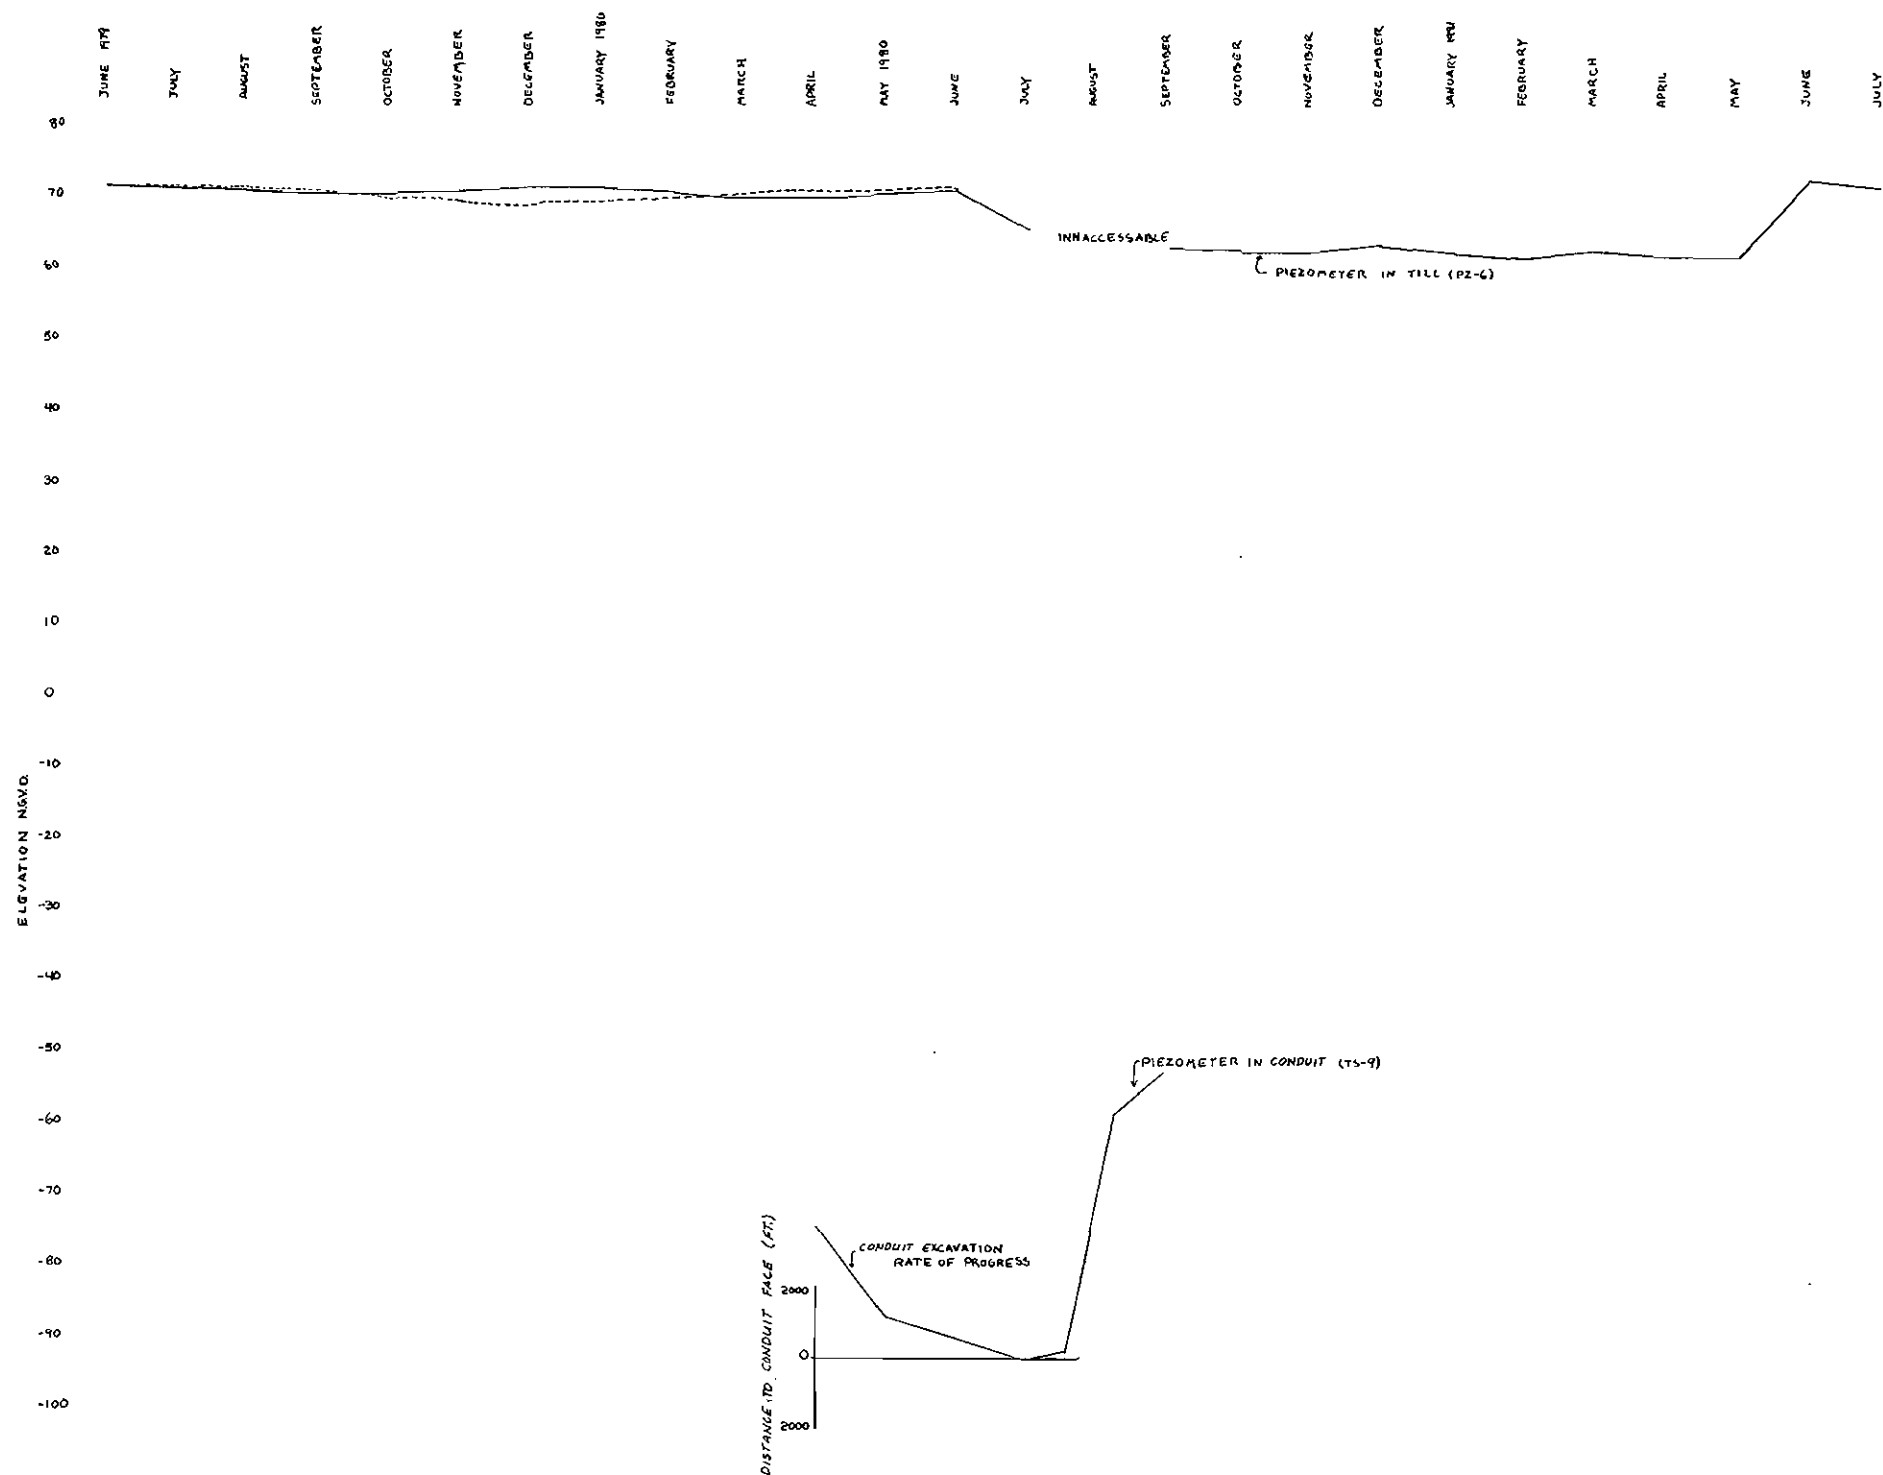 JUNE 1979
JULY
AUGUST
SEPTEMBER
OCTOBER
NOVEMBER
DECEMBER
JANUARY 1980
FEBRUARY
MARCH
APRIL
MAY 1980
JUNE
JULY
AUGUST
SEPTEMBER
OCTOBER
NOVEMBER
DECEMBER
JANUARY 1981
FEBRUARY
MARCH
APRIL
MAY
JUNE
JULY
80
70
60
50
40
30
20
10
0
-10
-20
-30
-40
-50
-60
-70
-80
-90
-100
ELEVATION N.G.V.D.
INNACCESSABLE
PIEZOMETER IN TILL (PZ-6)
PIEZOMETER IN CONDUIT (TS-9)
CONDUIT EXCAVATION
RATE OF PROGRESS
DISTANCE TO CONDUIT FACE (FT.)
2000
0
2000